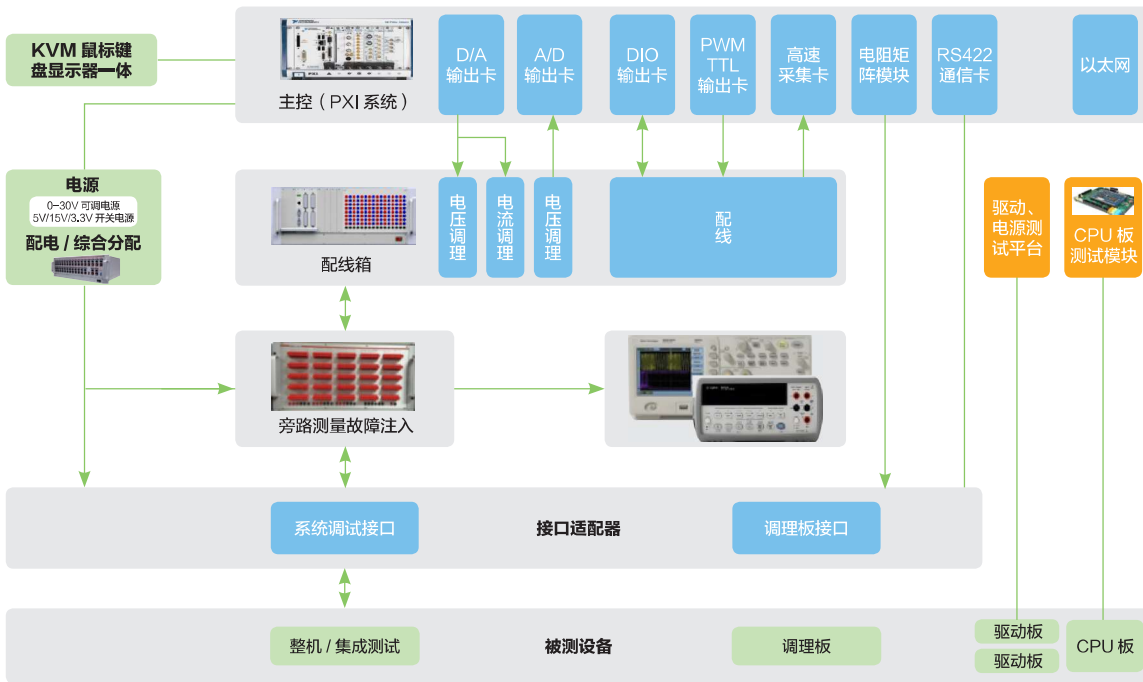 KVM 鼠标键
盘显示器一体
主控（PXI 系统）
D/A
输出卡
A/D
输出卡
DIO
输出卡
PWM
TTL
输出卡
高速
采集卡
电阻矩
阵模块
RS422
通信卡
以太网
电源
0-30V 可调电源
5V/15V/3.3V 开关电源
配电 / 综合分配
配线箱
电压调理
电流调理
电压调理
配线
驱动、
电源测
试平台
CPU 板
测试模块
旁路测量故障注入
系统调试接口
接口适配器
调理板接口
整机 / 集成测试
被测设备
调理板
驱动板
驱动板
CPU 板